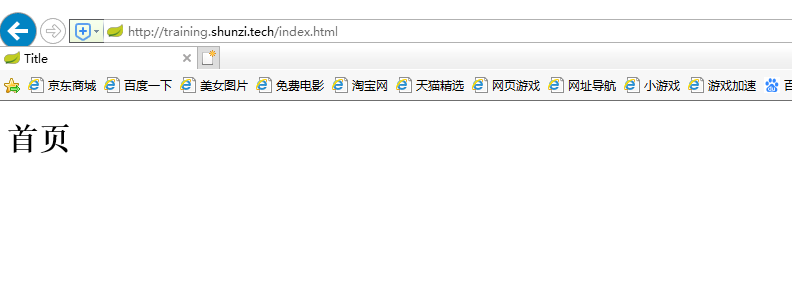 http://training.shunzi.tech/index.html
Title
京东商城 百度一下 美女图片 免费电影 淘宝网 天猫精选 网页游戏 网址导航 小游戏 游戏加速 百
首页